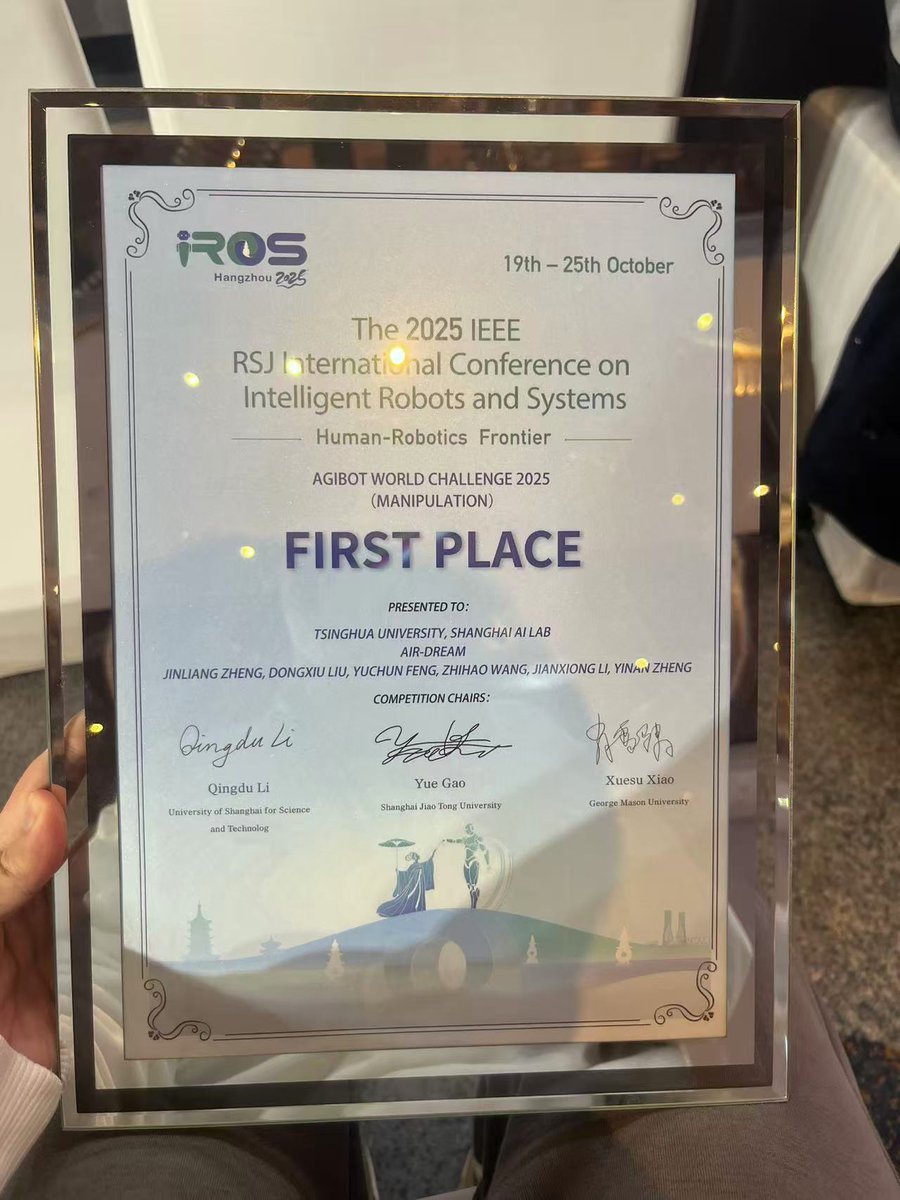 iROS
Hangzhou 2025
19th – 25th October
The 2025 IEEE
RSJ International Conference on
Intelligent Robots and Systems
Human-Robotics Frontier
AGIBOT WORLD CHALLENGE 2025
(MANIPULATION)
FIRST PLACE
PRESENTED TO:
TSINGHUA UNIVERSITY, SHANGHAI AI LAB
AIR-DREAM
JINLIANG ZHENG, DONGXIU LIU, YUCHUN FENG, ZHIHAO WANG, JIANXIONG LI, YINAN ZHENG
COMPETITION CHAIRS:
Qingdu Li
Qingdu Li
University of Shanghai for Science
and Technolog
Yue Gao
Shanghai Jiao Tong University
Xuesu Xiao
George Mason University